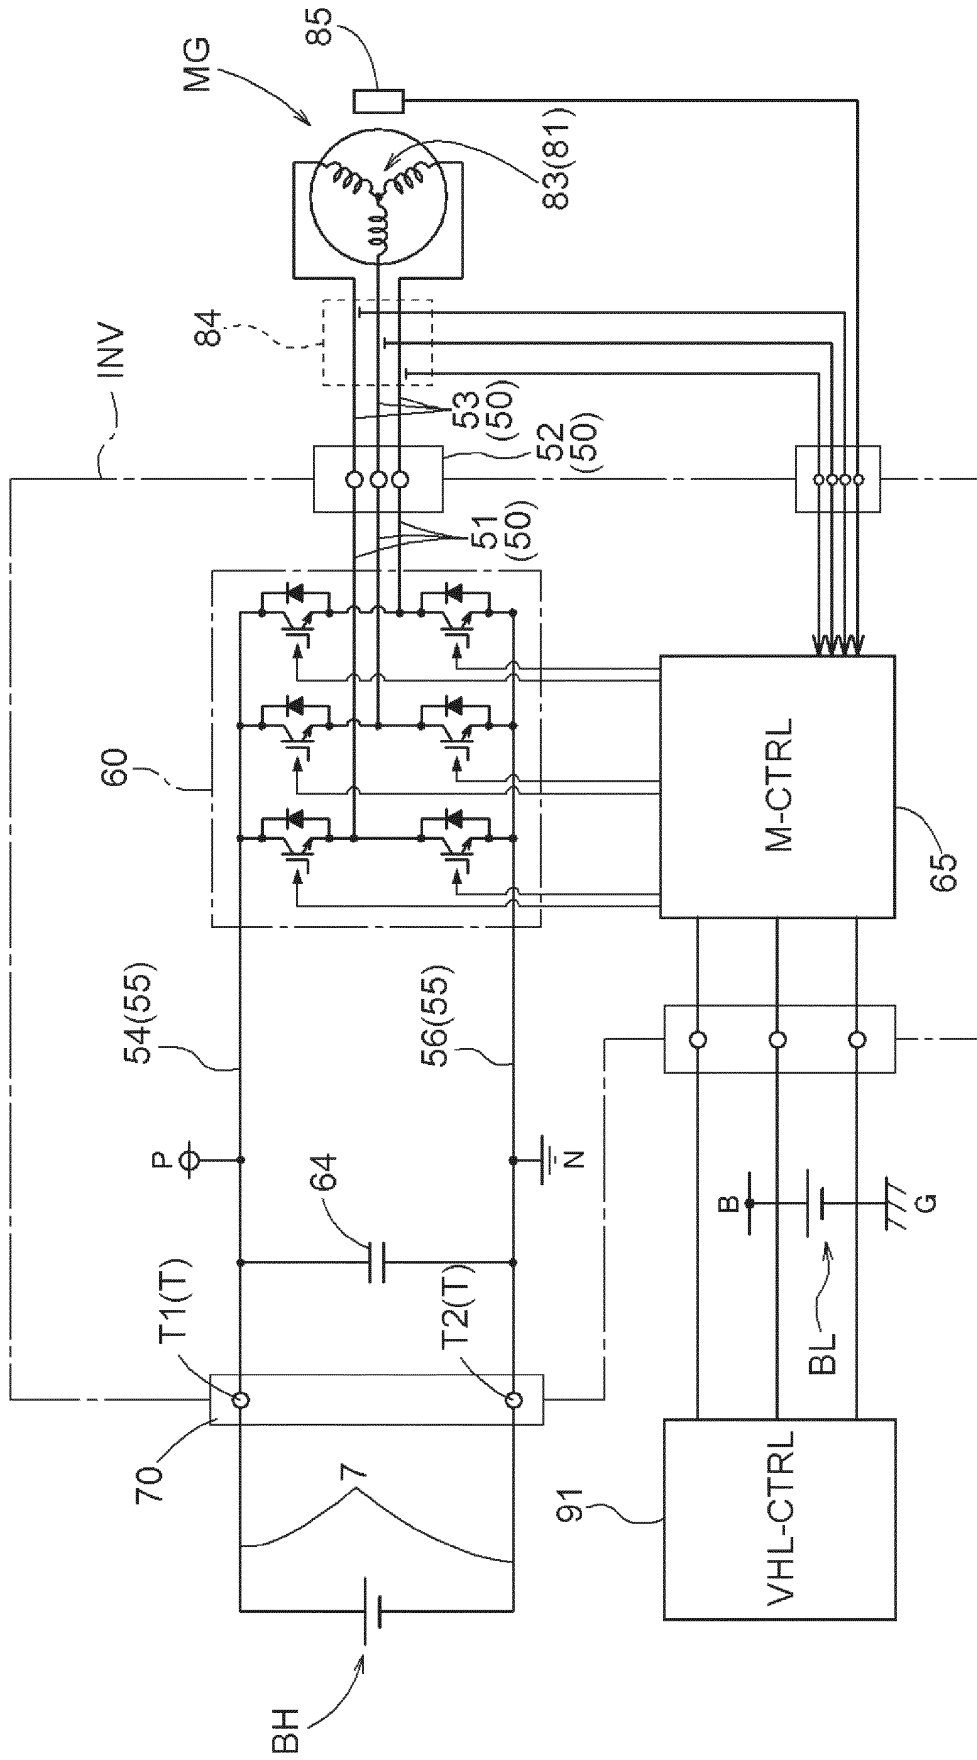 INV
84
MG
85
83(81)
60
53
(50)
52
(50)
51
(50)
54(55)
56(55)
P
N
64
T1(T)
T2(T)
70
7
BH
M-CTRL
65
B
G
BL
91
VHL-CTRL